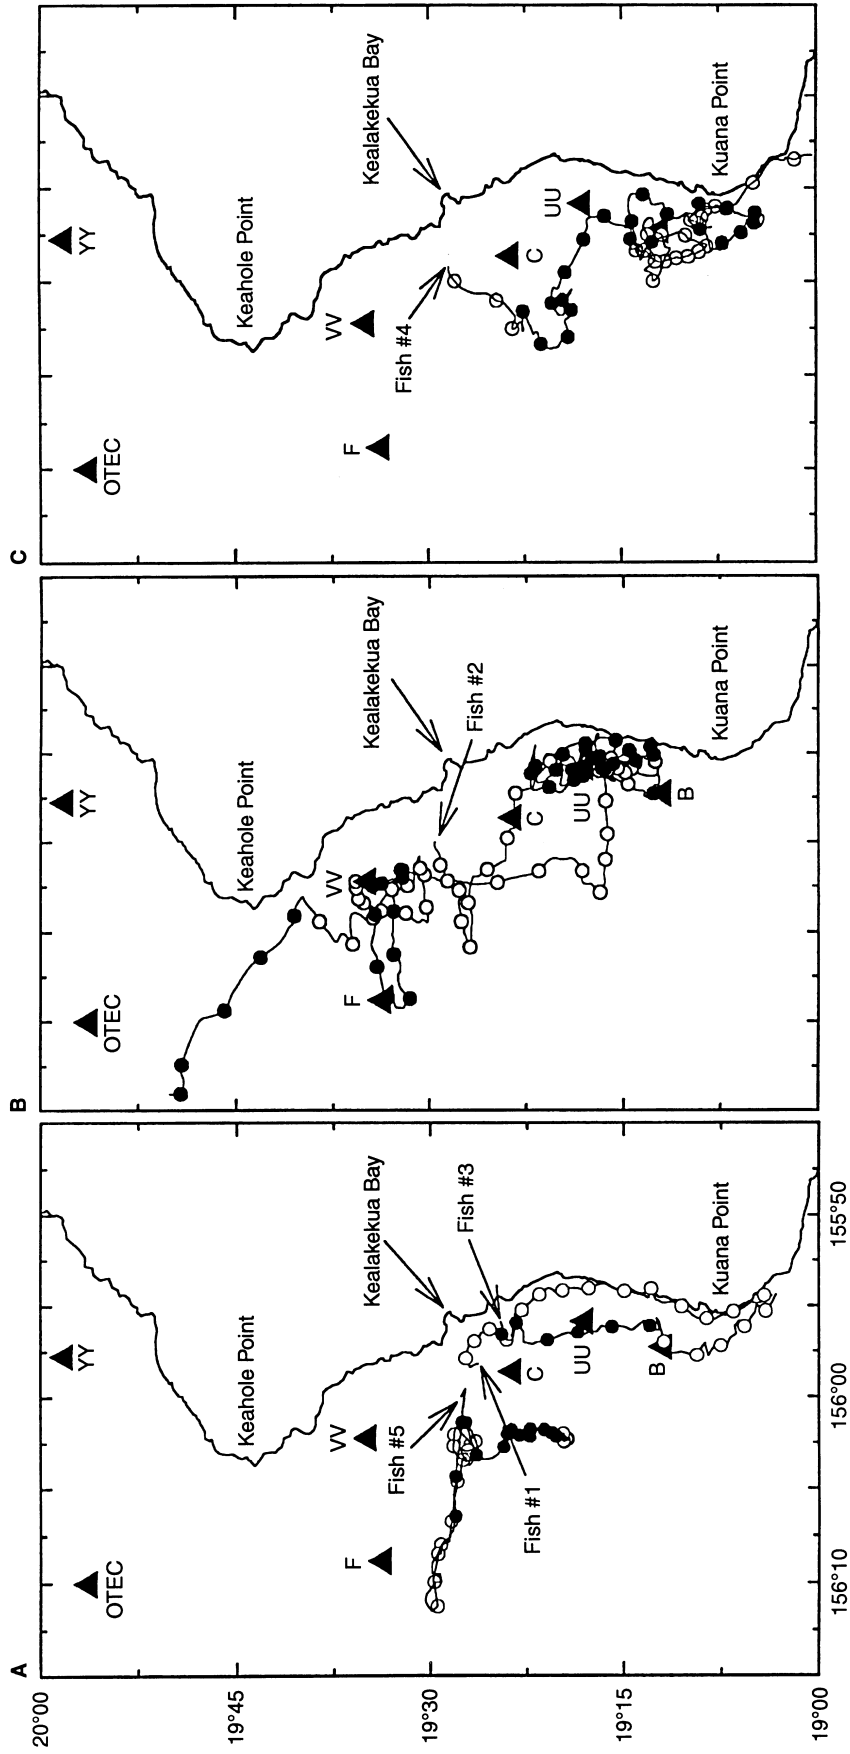 A
20°00
19°45
19°30
19°15
19°00
156°10
156°00
155°50
OTEC
YY
Keahole Point
F
VV
Kealakekua Bay
Fish #5
Fish #1
Fish #3
C
UU
B
Kuana Point
B
OTEC
YY
Keahole Point
F
VV
Kealakekua Bay
Fish #2
C
UU
B
Kuana Point
C
OTEC
YY
Keahole Point
F
VV
Kealakekua Bay
Fish #4
C
UU
Kuana Point